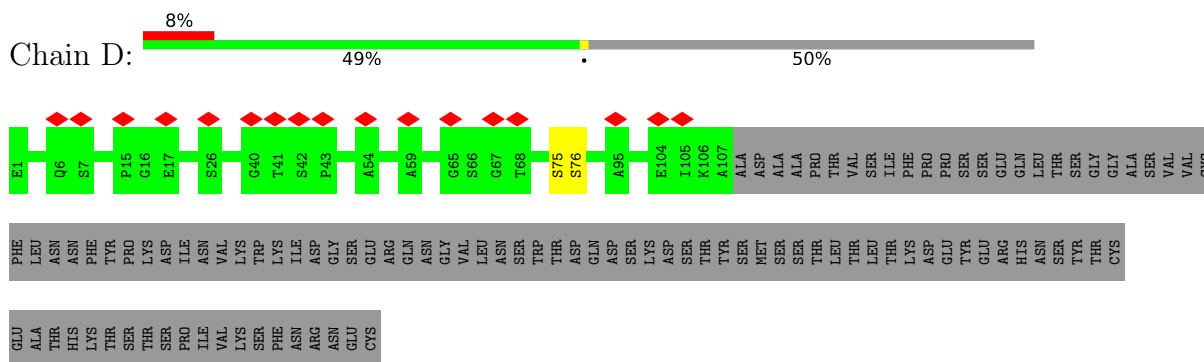 8%
Chain D:
49% • 50%
E1 Q6 S7 P15 G16 E17 S26 G40 T41 S42 P43 A54 A59 G65 S66 G67 T68 S75 S76 A95 E104 I105 K106 A107 ALA ASP ALA ALA PRO THR VAL SER ILE PHE PRO PRO SER SER GLU GLN LEU THR SER GLY GLY ALA SER VAL VAL CYS
PHE LEU ASN ASN PHE TYR PRO LYS ASP ILE ASN VAL LYS TRP LYS ILE ASP GLY SER GLU ARG GLN ASN GLY VAL LEU ASN SER TRP THR ASP GLN ASP SER LYS ASP SER THR TYR SER MET SER SER THR LEU THR LEU THR LYS ASP GLU TYR GLU ARG HIS ASN SER TYR THR CYS
GLU ALA THR HIS LYS THR SER THR SER PRO ILE VAL LYS SER PHE ASN ARG ASN GLU CYS